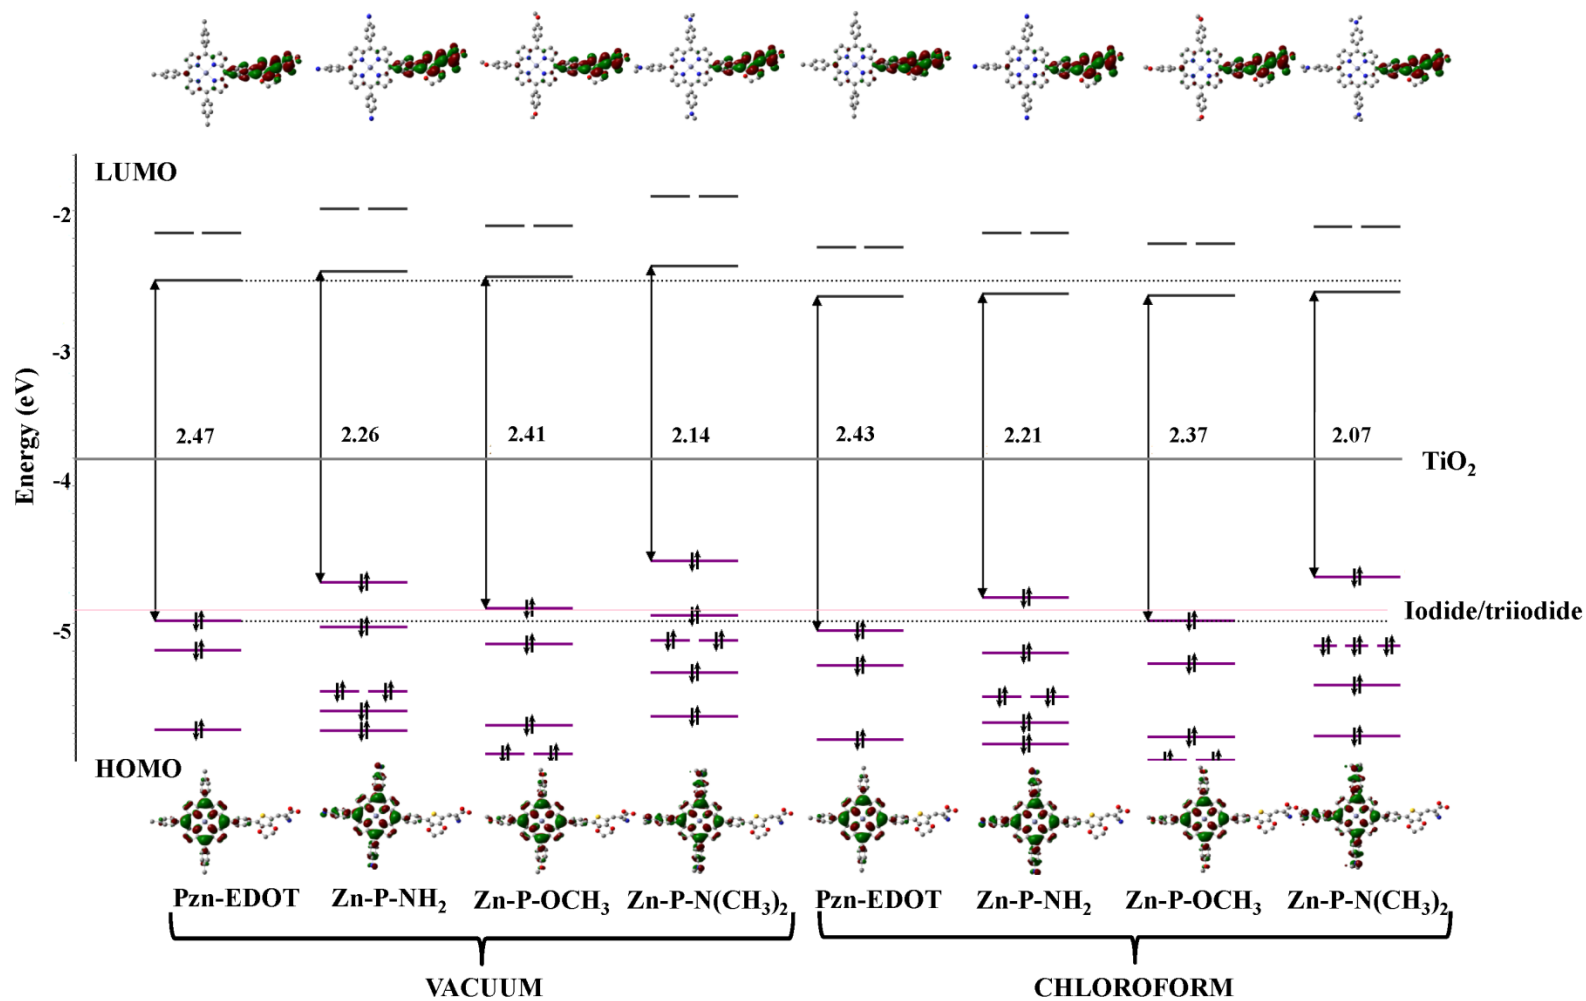 LUMO
-2
-3
Energy (eV)
2.47 2.26 2.41 2.14 2.43 2.21 2.37 2.07
TiO₂
-4
Iodide/triiodide
-5
HOMO
Pzn-EDOT Zn-P-NH₂ Zn-P-OCH₃ Zn-P-N(CH₃)₂ Pzn-EDOT Zn-P-NH₂ Zn-P-OCH₃ Zn-P-N(CH₃)₂
VACUUM CHLOROFORM